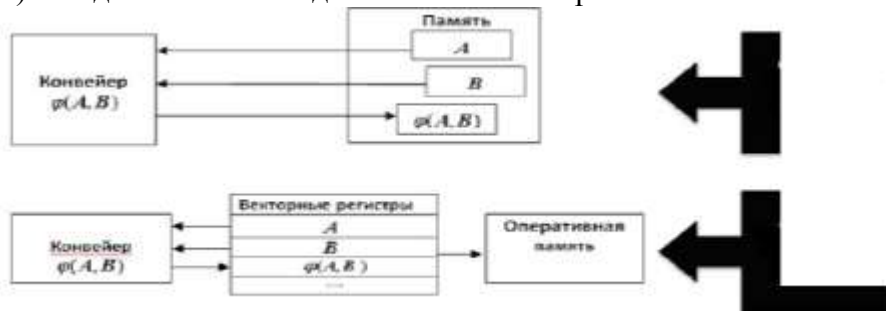 Память
A
Конвейер
φ(A, B)
B
φ(A, B)
Векторные регистры
A
B
φ(A, B)
...
Конвейер
φ(A, B)
Оперативная
память